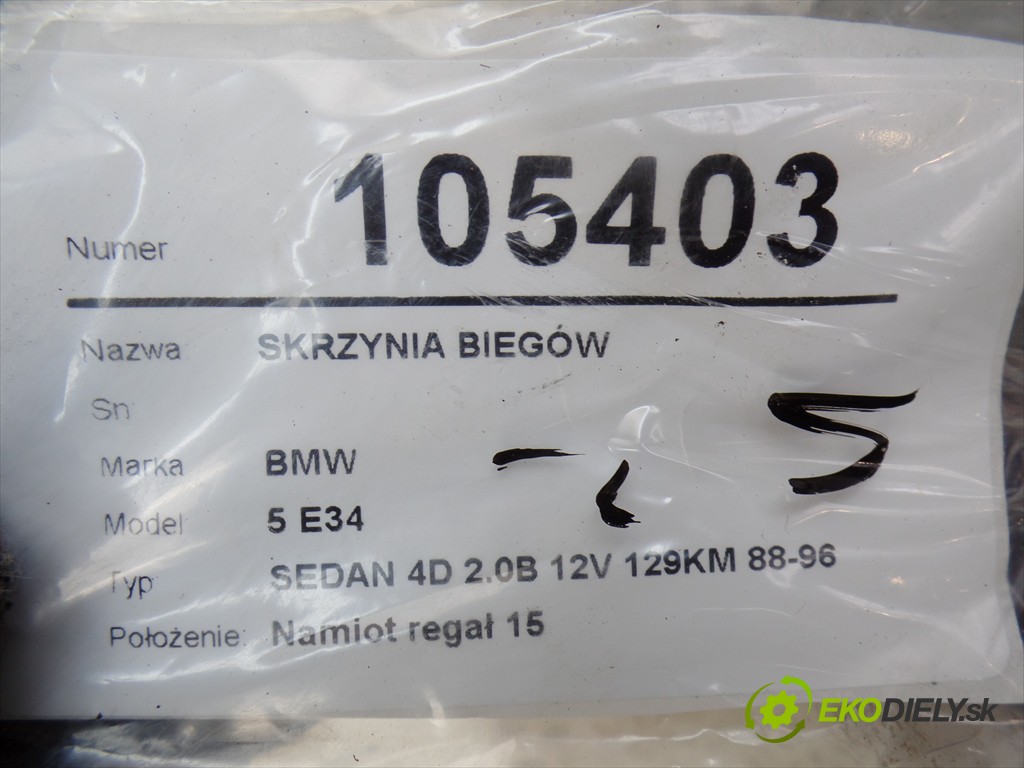 Numer 105403
Nazwa SKRZYNIA BIEGÓW
Sn
Marka BMW
Model 5 E34
Typ SEDAN 4D 2.0B 12V 129KM 88-96
Położenie: Namiot regał 15
EKODIELY.sk